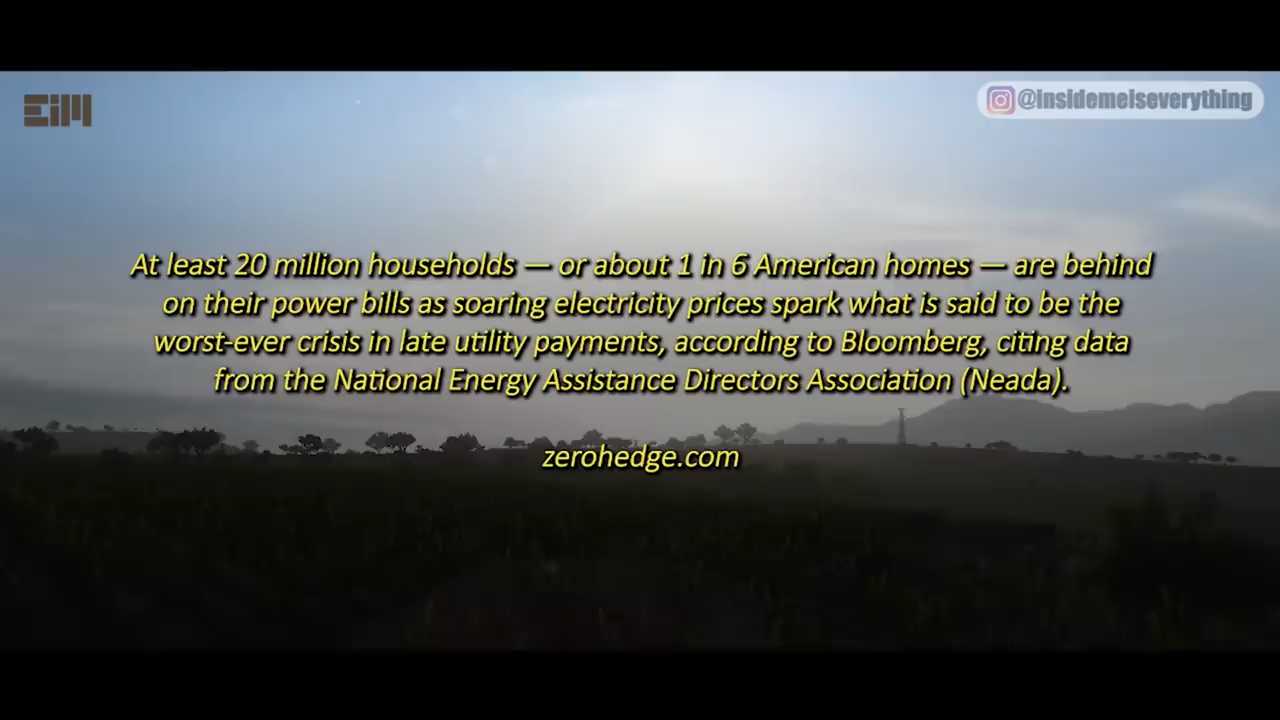 EiM
@insidemeiseverything
At least 20 million households — or about 1 in 6 American homes — are behind
on their power bills as soaring electricity prices spark what is said to be the
worst-ever crisis in late utility payments, according to Bloomberg, citing data
from the National Energy Assistance Directors Association (Neada).
zerohedge.com